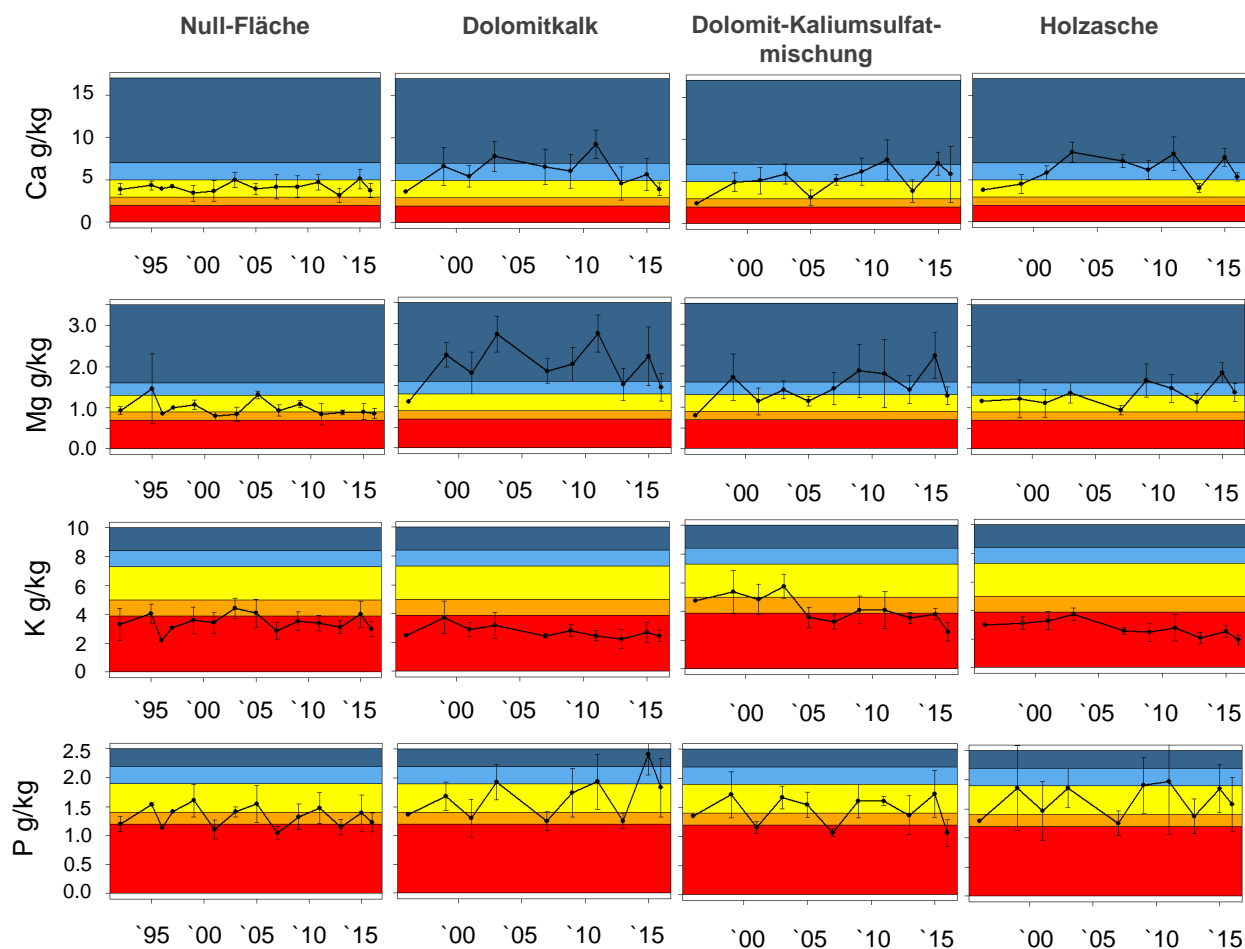 Null-Fläche
Dolomitkalk
Dolomit-Kaliumsulfat-
mischung
Holzasche
Ca g/kg
15
10
5
0
`95 `00 `05 `10 `15
`00 `05 `10 `15
`00 `05 `10 `15
`00 `05 `10 `15
Mg g/kg
3.0
2.0
1.0
0.0
`95 `00 `05 `10 `15
`00 `05 `10 `15
`00 `05 `10 `15
`00 `05 `10 `15
K g/kg
10
8
6
4
2
0
`95 `00 `05 `10 `15
`00 `05 `10 `15
`00 `05 `10 `15
`00 `05 `10 `15
P g/kg
2.5
2.0
1.5
1.0
0.5
0.0
`95 `00 `05 `10 `15
`00 `05 `10 `15
`00 `05 `10 `15
`00 `05 `10 `15